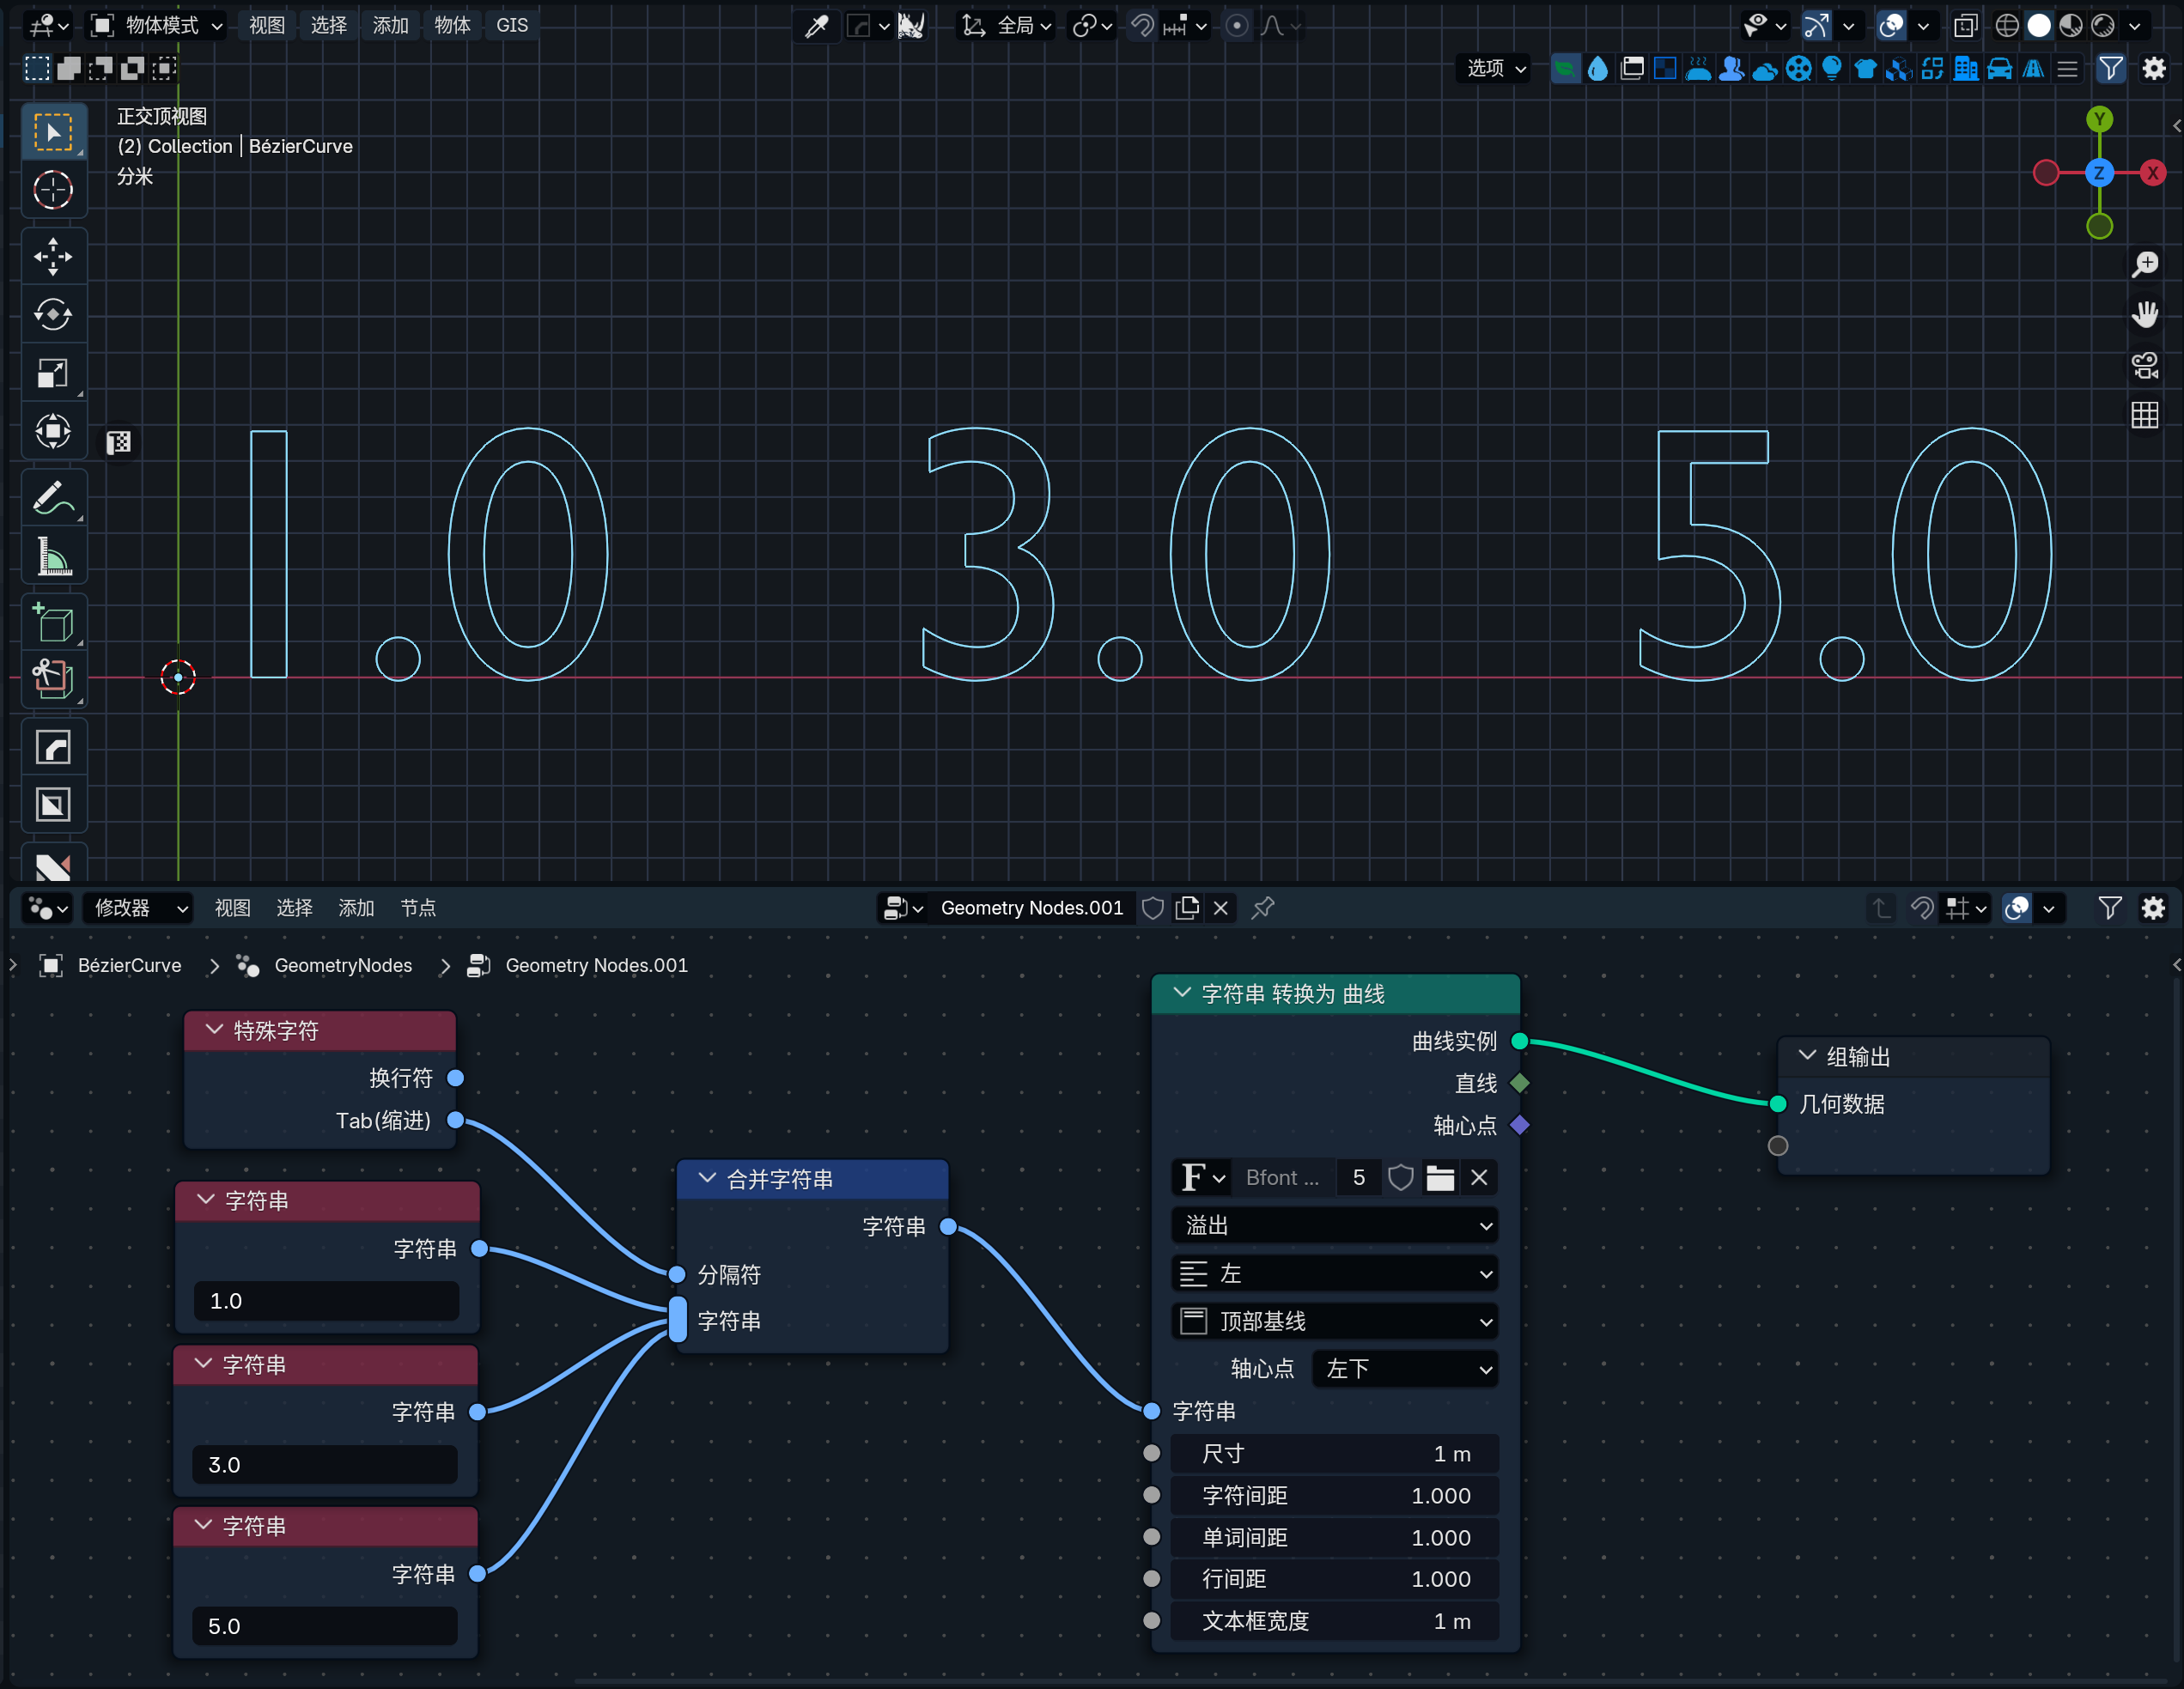 物体模式 视图 选择 添加 物体 GIS 全局
选项
正交顶视图
(2) Collection | BézierCurve
分米
Y
Z X
1.0 3.0 5.0
修改器 视图 选择 添加 节点 Geometry Nodes.001
BézierCurve > GeometryNodes > Geometry Nodes.001
特殊字符
换行符
Tab(缩进)
字符串
字符串
1.0
字符串
字符串
3.0
字符串
字符串
5.0
合并字符串
字符串
分隔符
字符串
字符串 转换为 曲线
曲线实例
直线
轴心点
F Bfont ... 5
溢出
左
顶部基线
轴心点 左下
字符串
尺寸 1 m
字符间距 1.000
单词间距 1.000
行间距 1.000
文本框宽度 1 m
组输出
几何数据